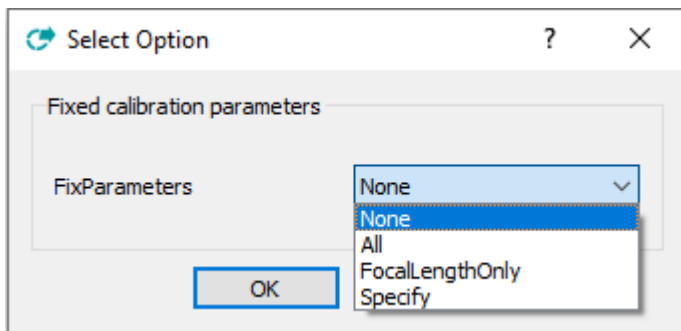 Select Option ?
Fixed calibration parameters
FixParameters None
None
All
FocalLengthOnly
Specify
OK